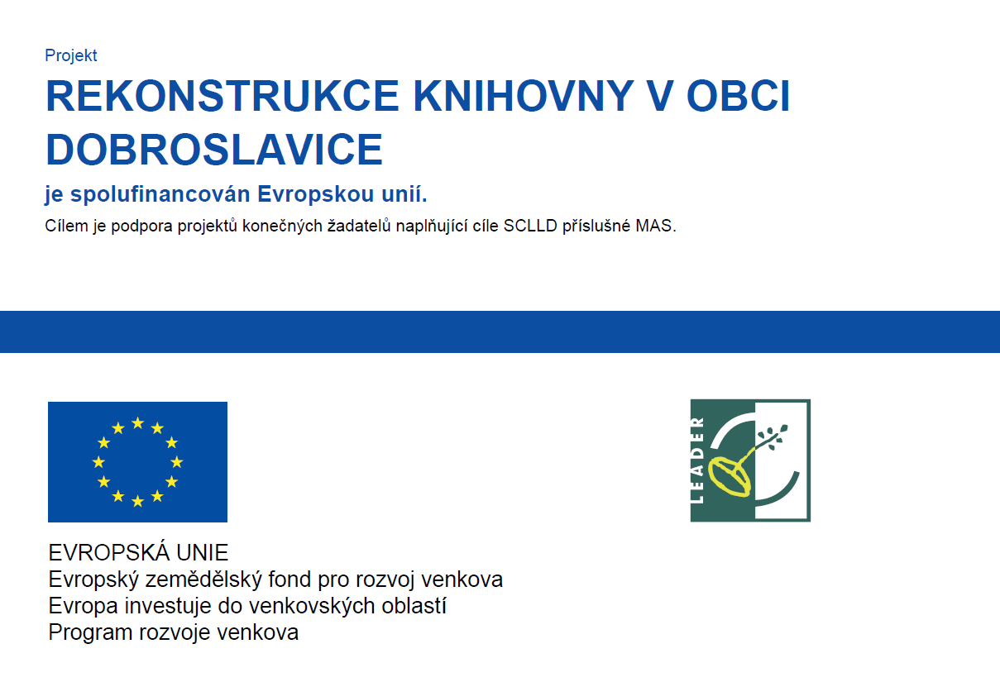 Projekt
REKONSTRUKCE KNIHOVNY V OBCI
DOBROSLAVICE
je spolufinancován Evropskou unií.
Cílem je podpora projektů konečných žadatelů naplňující cíle SCLLD příslušné MAS.
LEADER
EVROPSKÁ UNIE
Evropský zemědělský fond pro rozvoj venkova
Evropa investuje do venkovských oblastí
Program rozvoje venkova